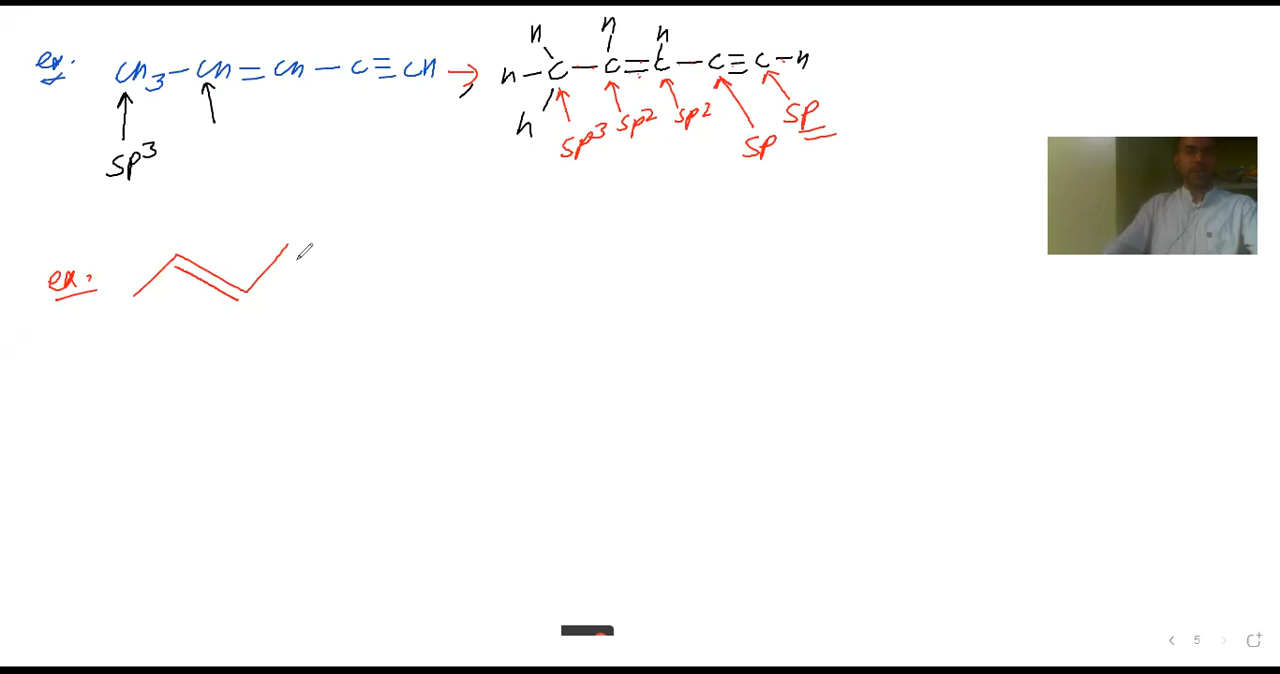 ex. CH3 – CH = CH – C ≡ CH → H – C – C = C – C ≡ C – H
H H H
H
sp3 sp2 sp2 sp sp
sp3
ex:
5